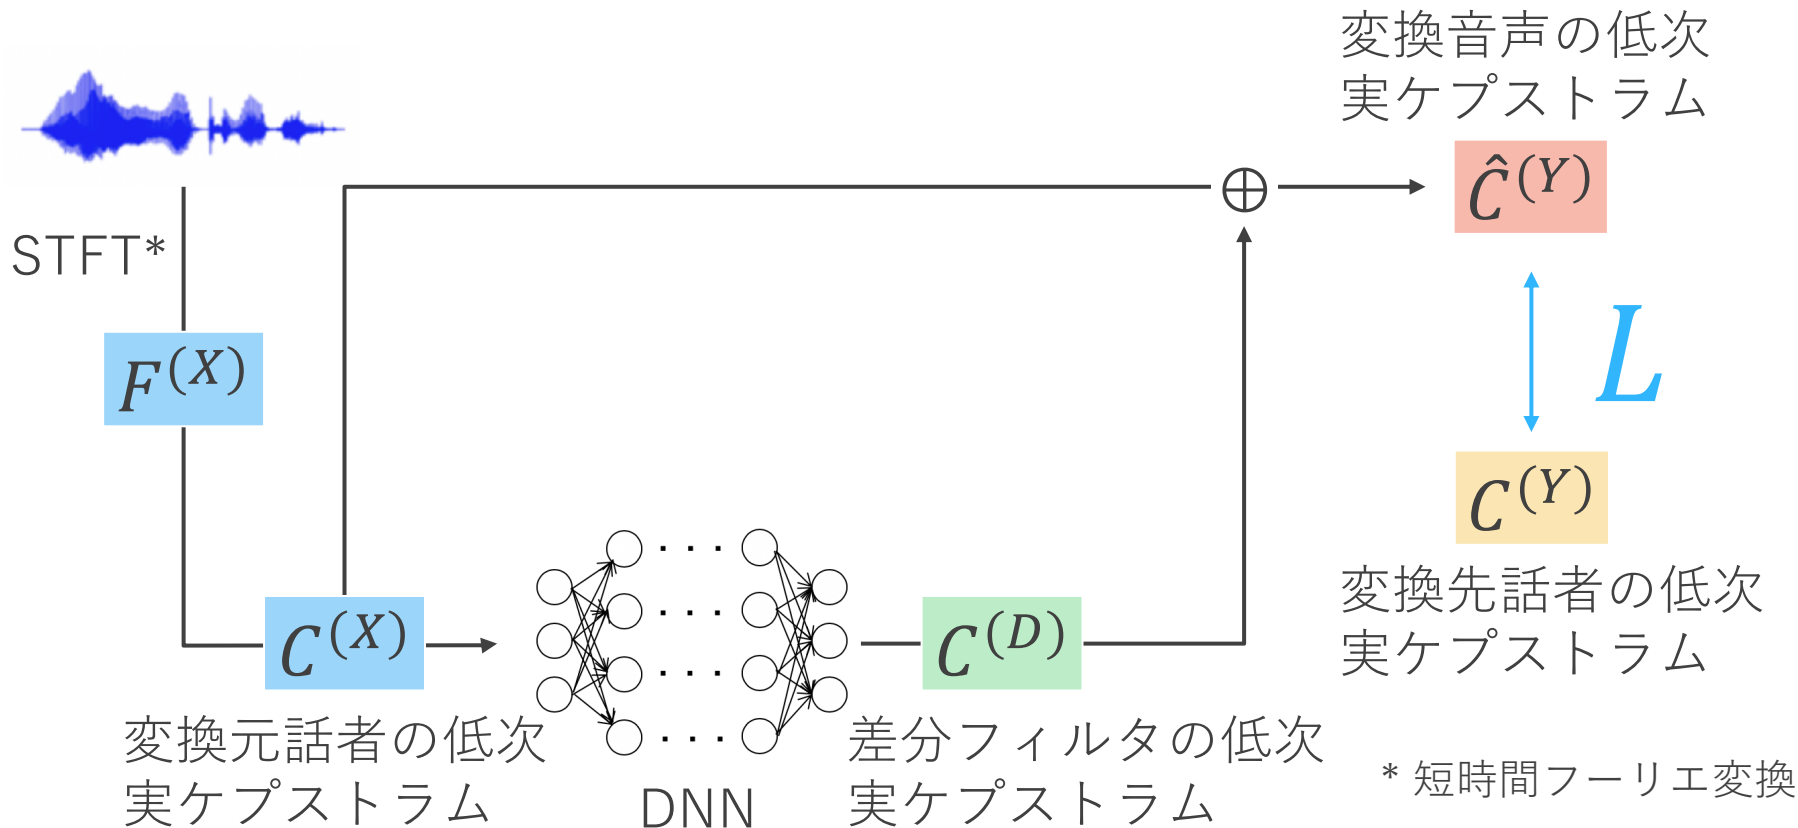 変換音声の低次
実ケプストラム
Ĉ^(Y)
STFT*
F^(X)
L
C^(Y)
変換先話者の低次
実ケプストラム
C^(X)
C^(D)
変換元話者の低次
実ケプストラム
DNN
差分フィルタの低次
実ケプストラム
* 短時間フーリエ変換